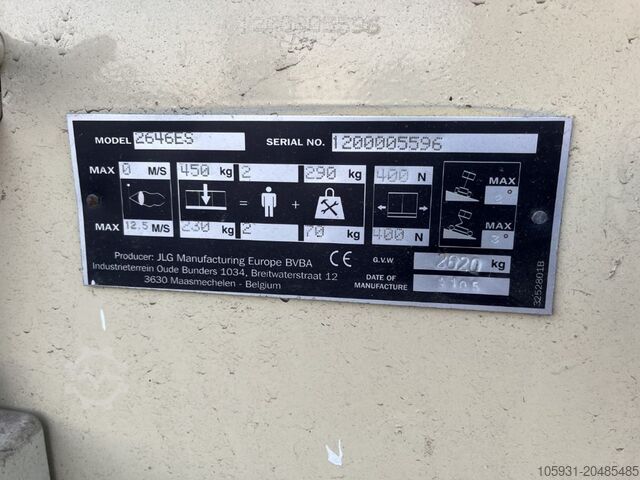 1200005596
MODEL 2646ES SERIAL NO. 1200005596
MAX 0 M/S 450 kg 2 290 kg 400 N
= + MAX °
MAX 12.5 M/S 230 kg 2 70 kg 400 N MAX 3°
Producer: JLG Manufacturing Europe BVBA CE G.V.W 2620 kg
Industrieterrein Oude Bunders 1034, Breitwaterstraat 12
3630 Maasmechelen - Belgium
DATE OF MANUFACTURE
3252801B
105931-20485485